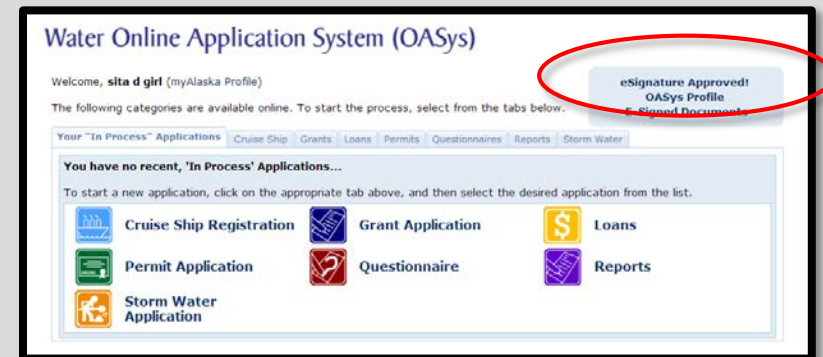 Water Online Application System (OASys)
Welcome, sita d girl (myAlaska Profile)
eSignature Approved!
OASys Profile
E-Signed Documents
The following categories are available online. To start the process, select from the tabs below.
Your "In Process" Applications Cruise Ship Grants Loans Permits Questionnaires Reports Storm Water
You have no recent, 'In Process' Applications...
To start a new application, click on the appropriate tab above, and then select the desired application from the list.
Cruise Ship Registration Grant Application Loans
Permit Application Questionnaire Reports
Storm Water
Application